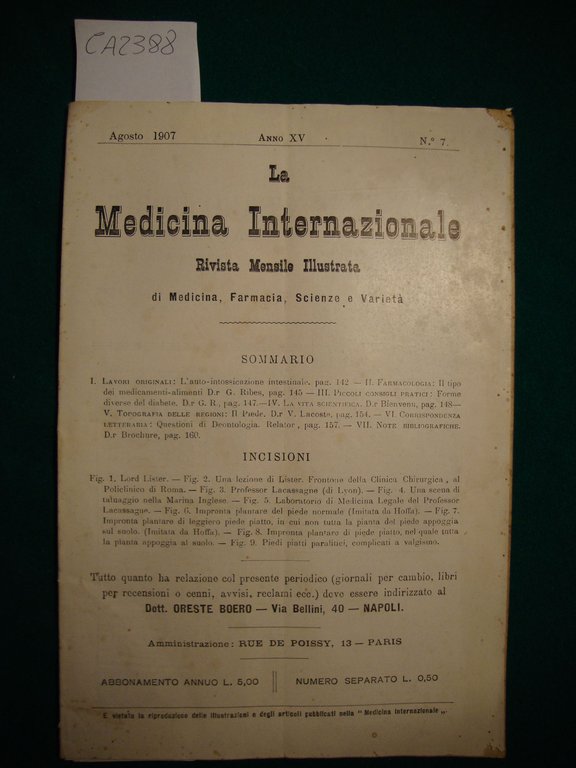 CA2388
Agosto 1907 ANNO XV N.° 7
La
Medicina Internazionale
Rivista Mensile Illustrata
di Medicina, Farmacia, Scienze e Varietà
SOMMARIO
I. LAVORI ORIGINALI: L'auto-intossicazione intestinale, pag. 142 — II. FARMACOLOGIA: Il tipo
dei medicamenti-alimenti D.r G. Ribes, pag. 145 — III. PICCOLI CONSIGLI PRATICI: Forme
diverse del diabete. D.r G. R., pag. 147.—IV. LA VITA SCIENTIFICA. D.r Bienvenu, pag. 148—
V. TOPOGRAFIA DELLE REGIONI: Il Piede. D.r V. Lacoste, pag. 154. — VI CORRISPONDENZA
LETTERARIA: Questioni di Deontologia. Relator, pag. 157. — VII. NOTE BIBLIOGRAFICHE.
D.r Brochure, pag. 160.
INCISIONI
Fig. 1. Lord Lister. — Fig. 2. Una lezione di Lister. Frontone della Clinica Chirurgica, al
Policlinico di Roma. — Fig. 3. Professor Lacassagne (di Lyon). — Fig. 4. Una scena di
tatuaggio nella Marina Inglese. — Fig. 5. Laboratorio di Medicina Legale del Professor
Lacassagne. — Fig. 6. Impronta plantare del piede normale (Imitata da Hoffa). — Fig. 7.
Impronta plantare di leggiero piede piatto, in cui non tutta la pianta del piede appoggia
sul suolo. (Imitata da Hoffa). — Fig. 8. Impronta plantare di piede piatto, nel quale tutta
la pianta appoggia al suolo. — Fig. 9. Piedi piatti paralitici, complicati a valgismo.
Tutto quanto ha relazione col presente periodico (giornali per cambio, libri
per recensioni o cenni, avvisi, reclami ecc.) deve essere indirizzato al
Dott. ORESTE BOERO — Via Bellini, 40 — NAPOLI.
Amministrazione: RUE DE POISSY, 13 — PARIS
ABBONAMENTO ANNUO L. 5,00 NUMERO SEPARATO L. 0,50
È vietata la riproduzione delle illustrazioni e degli articoli pubblicati nella "Medicina Internazionale„.